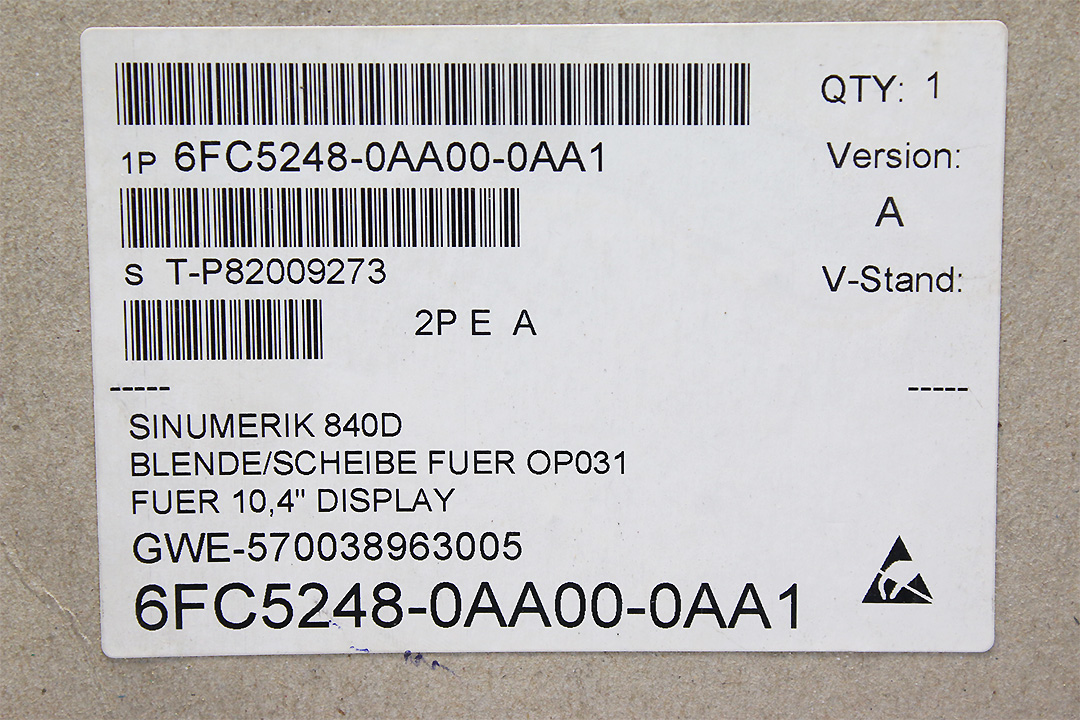 QTY: 1
1P 6FC5248-0AA00-0AA1
Version:
A
S T-P82009273
V-Stand:
2P E A
-----
-----
SINUMERIK 840D
BLENDE/SCHEIBE FUER OP031
FUER 10,4" DISPLAY
GWE-570038963005
6FC5248-0AA00-0AA1